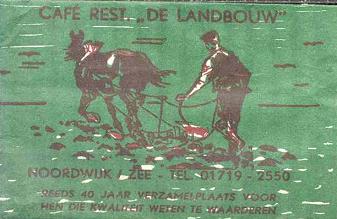 CAFÉ REST. „DE LANDBOUW"
NOORDWIJK / ZEE - TEL. 01719 - 2550
REEDS 40 JAAR VERZAMELPLAATS VOOR
HEN DIE KWALITEIT WETEN TE WAARDEREN